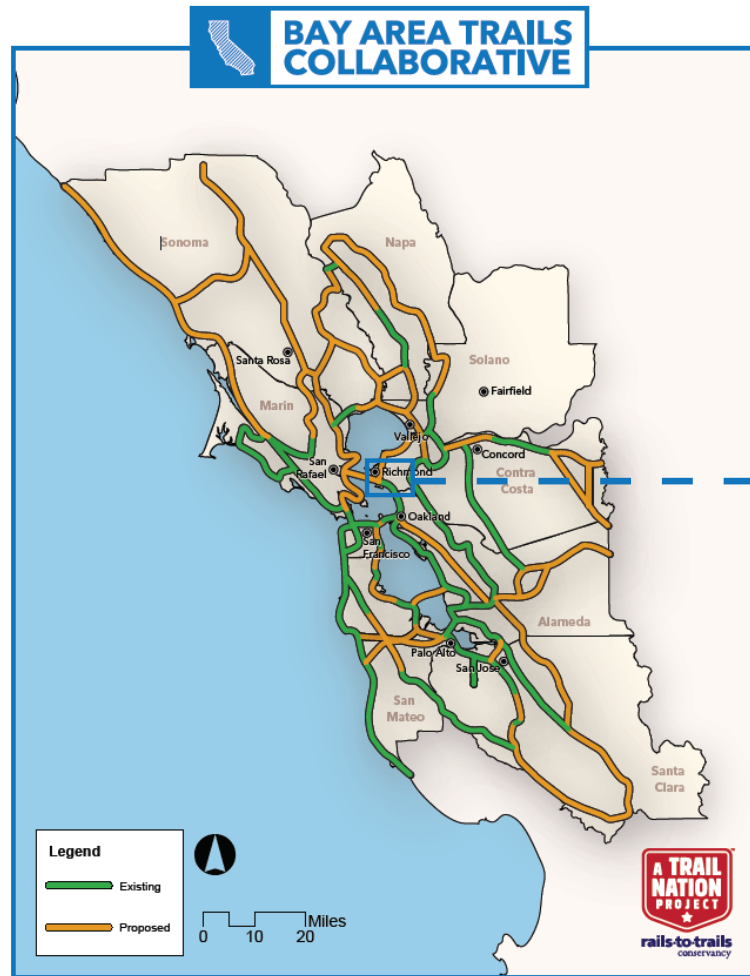 BAY AREA TRAILS
COLLABORATIVE
Sonoma
Napa
Santa Rosa
Solano
Fairfield
Marin
Vallejo
Concord
San
Rafael
Richmond
Contra
Costa
Oakland
San
Francisco
Alameda
Palo Alto
San Jose
San
Mateo
Santa
Clara
Legend
Existing
Proposed
Miles
0 10 20
A TRAIL
NATION
PROJECT
rails-to-trails
conservancy